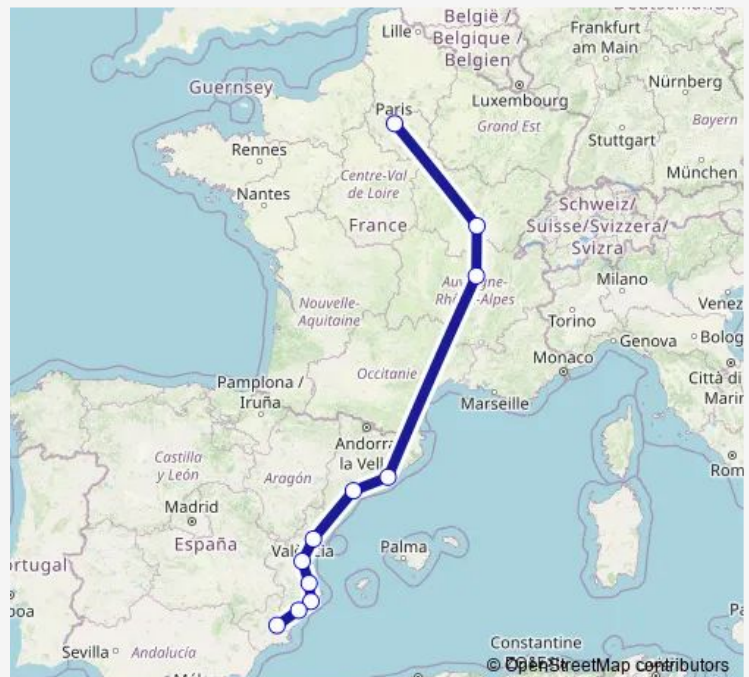 België /
Belgique /
Belgien
Lille
Frankfurt
am Main
Guernsey
Luxembourg
Nürnberg
Paris
Grand Est
Bayern
Stuttgart
Rennes
München
Centre-Val
de Loire
Nantes
France
Schweiz/
Suisse/Svizzera/
Svizra
Milano
Nouvelle-
Aquitaine
Torino
Venez
Genova
Bolog
Monaco
Occitanie
Pamplona /
Iruña
Marseille
Città di
Marin
Andorra
la Vell
Castilla
y León
Aragón
Rom
Madrid
España
Palma
ortugal
boa
Sevilla
Andalucía
Constantine
© OpenStreetMap contributors